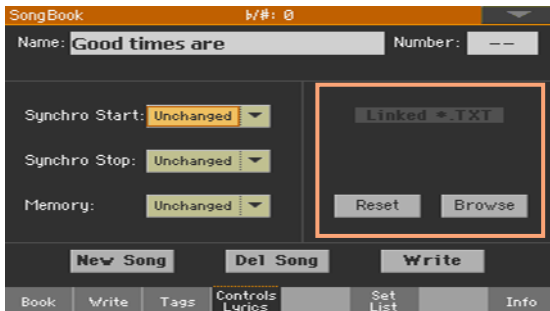 SongBook ♭/#: 0
Name: Good times are Number: --
Synchro Start: Unchanged Linked *.TXT
Synchro Stop: Unchanged
Memory: Unchanged Reset Browse
New Song Del Song Write
Book Write Tags Controls Lyrics Set List Info